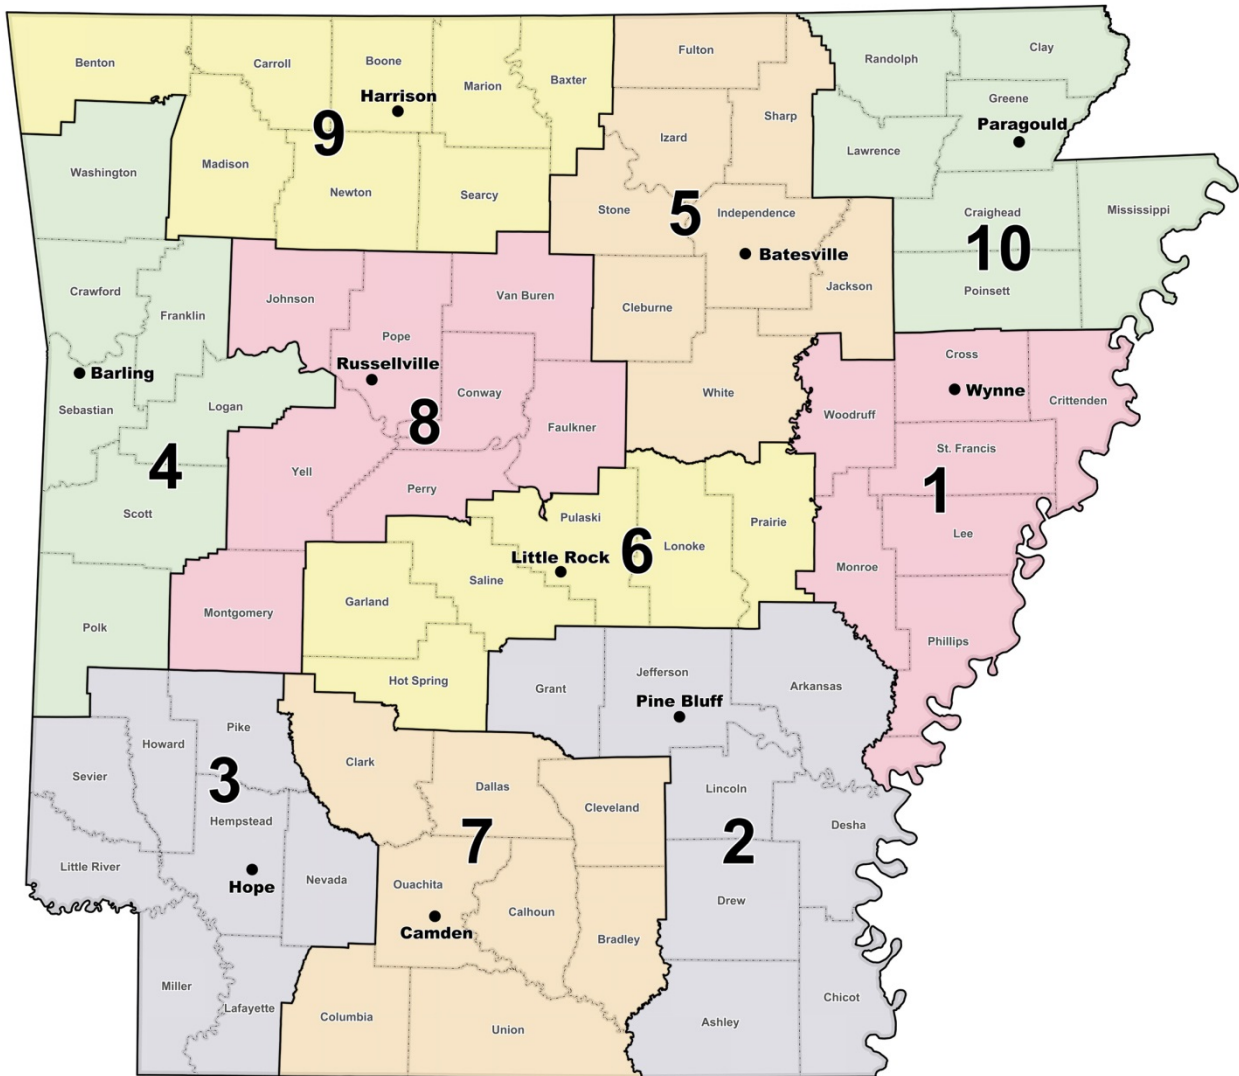 Fulton
Clay
Randolph
Boone
Benton
Carroll
Baxter
Marion
Harrison
Greene
Sharp
Paragould
9
Izard
Lawrence
Madison
Washington
Newton
Searcy
Stone
5
Independence
Craighead
Mississippi
10
Batesville
Jackson
Poinsett
Crawford
Johnson
Van Buren
Cleburne
Franklin
Pope
Cross
Russellville
Barling
Wynne
Conway
White
Crittenden
Sebastian
Logan
Woodruff
8
Faulkner
St. Francis
4
Yell
1
Perry
Scott
Pulaski
Prairie
Lee
6
Lonoke
Little Rock
Monroe
Saline
Garland
Montgomery
Polk
Phillips
Jefferson
Hot Spring
Grant
Arkansas
Pine Bluff
Pike
Howard
Clark
Sevier
3
Dallas
Lincoln
Cleveland
Hempstead
Desha
7
2
Little River
Hope
Nevada
Ouachita
Drew
Calhoun
Camden
Bradley
Miller
Chicot
Lafayette
Columbia
Ashley
Union